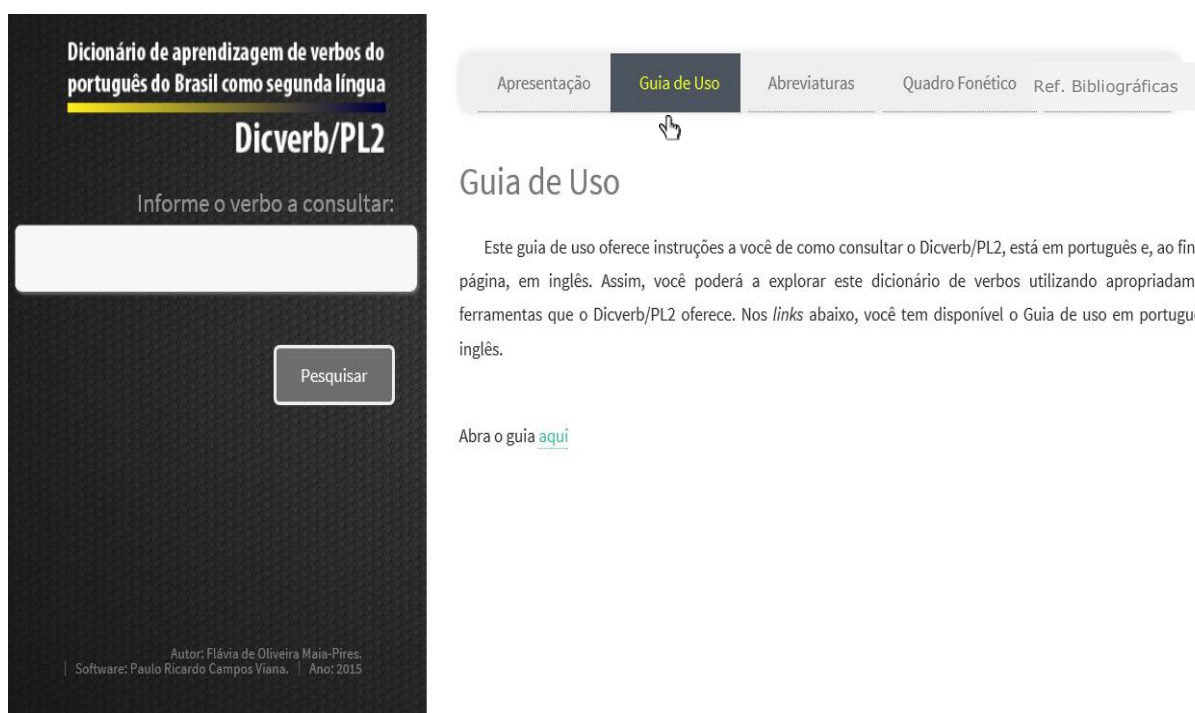 Dicionário de aprendizagem de verbos do
português do Brasil como segunda língua
Dicverb/PL2
Informe o verbo a consultar:
Pesquisar
Autor: Flávia de Oliveira Maia-Pires.
| Software: Paulo Ricardo Campos Viana. | Ano: 2015
Apresentação Guia de Uso Abreviaturas Quadro Fonético Ref. Bibliográficas
Guia de Uso
Este guia de uso oferece instruções a você de como consultar o Dicverb/PL2, está em português e, ao fin
página, em inglês. Assim, você poderá a explorar este dicionário de verbos utilizando apropriadam
ferramentas que o Dicverb/PL2 oferece. Nos links abaixo, você tem disponível o Guia de uso em portugu
inglês.
Abra o guia aqui